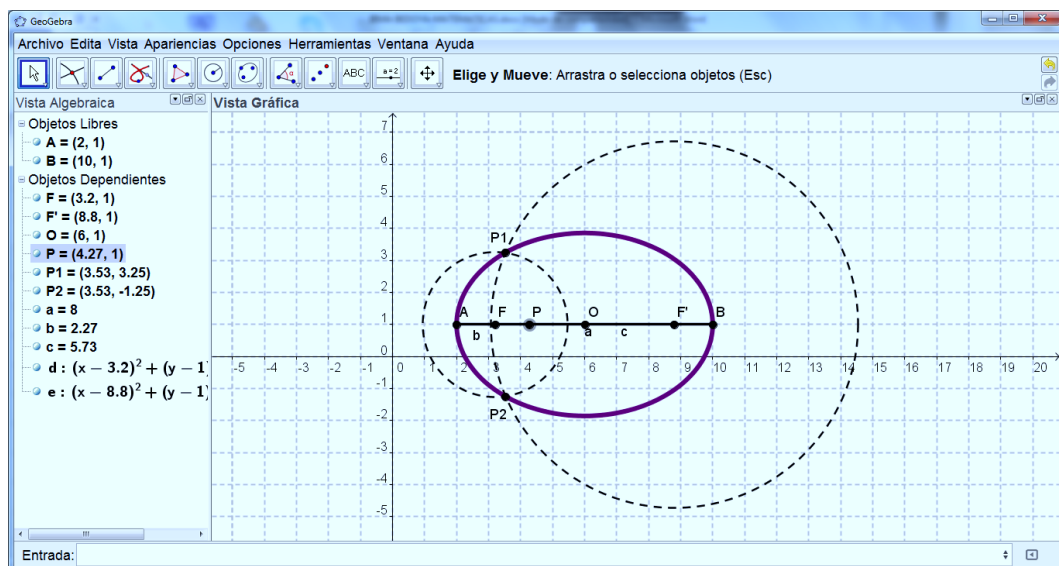 GeoGebra
Archivo Edita Vista Apariencias Opciones Herramientas Ventana Ayuda
ABC a=2 Elige y Mueve: Arrastra o selecciona objetos (Esc)
Vista Algebraica
Vista Gráfica
Objetos Libres
A = (2, 1)
B = (10, 1)
Objetos Dependientes
F = (3.2, 1)
F' = (8.8, 1)
O = (6, 1)
P = (4.27, 1)
P1 = (3.53, 3.25)
P2 = (3.53, -1.25)
a = 8
b = 2.27
c = 5.73
d : (x − 3.2)² + (y − 1)
e : (x − 8.8)² + (y − 1)
7
6
5
4
3
2
1
0
-1
-2
-3
-4
-5
P1
A F P O F' B
b a c
-5 -4 -3 -2 -1 0 1 2 3 4 5 6 7 8 9 10 11 12 13 14 15 16 17 18 19 20
P2
Entrada: